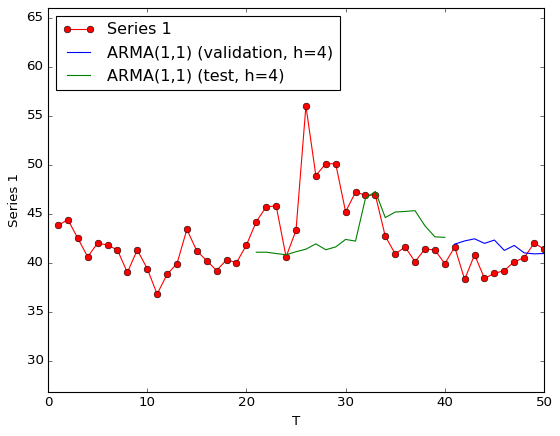 Series 1
ARMA(1,1) (validation, h=4)
ARMA(1,1) (test, h=4)
65
60
55
50
45
40
35
30
Series 1
0
10
20
30
40
50
T